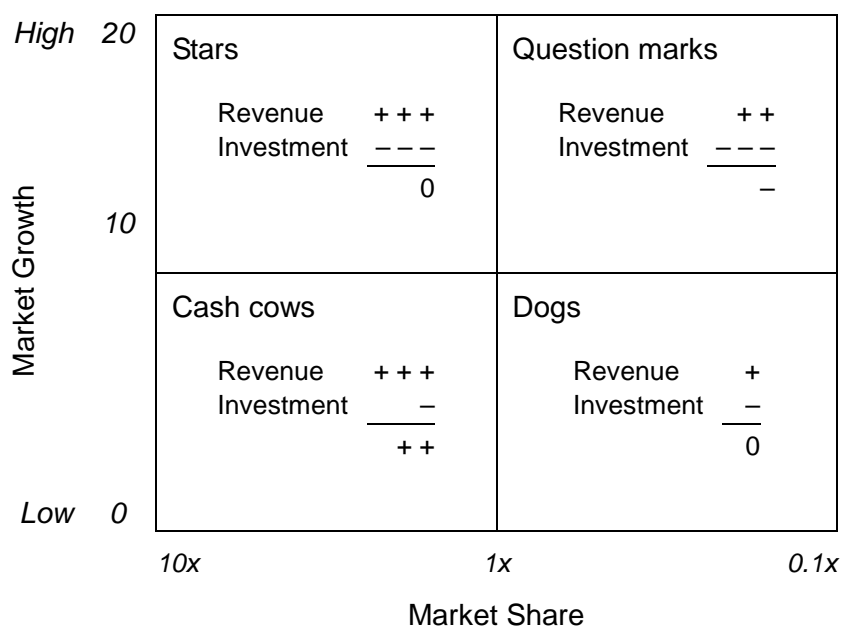 High 20
Stars
Revenue + + +
Investment – – –
0
Question marks
Revenue + +
Investment – – –
–
10
Market Growth
Cash cows
Revenue + + +
Investment –
+ +
Dogs
Revenue +
Investment –
0
Low 0
10x 1x 0.1x
Market Share